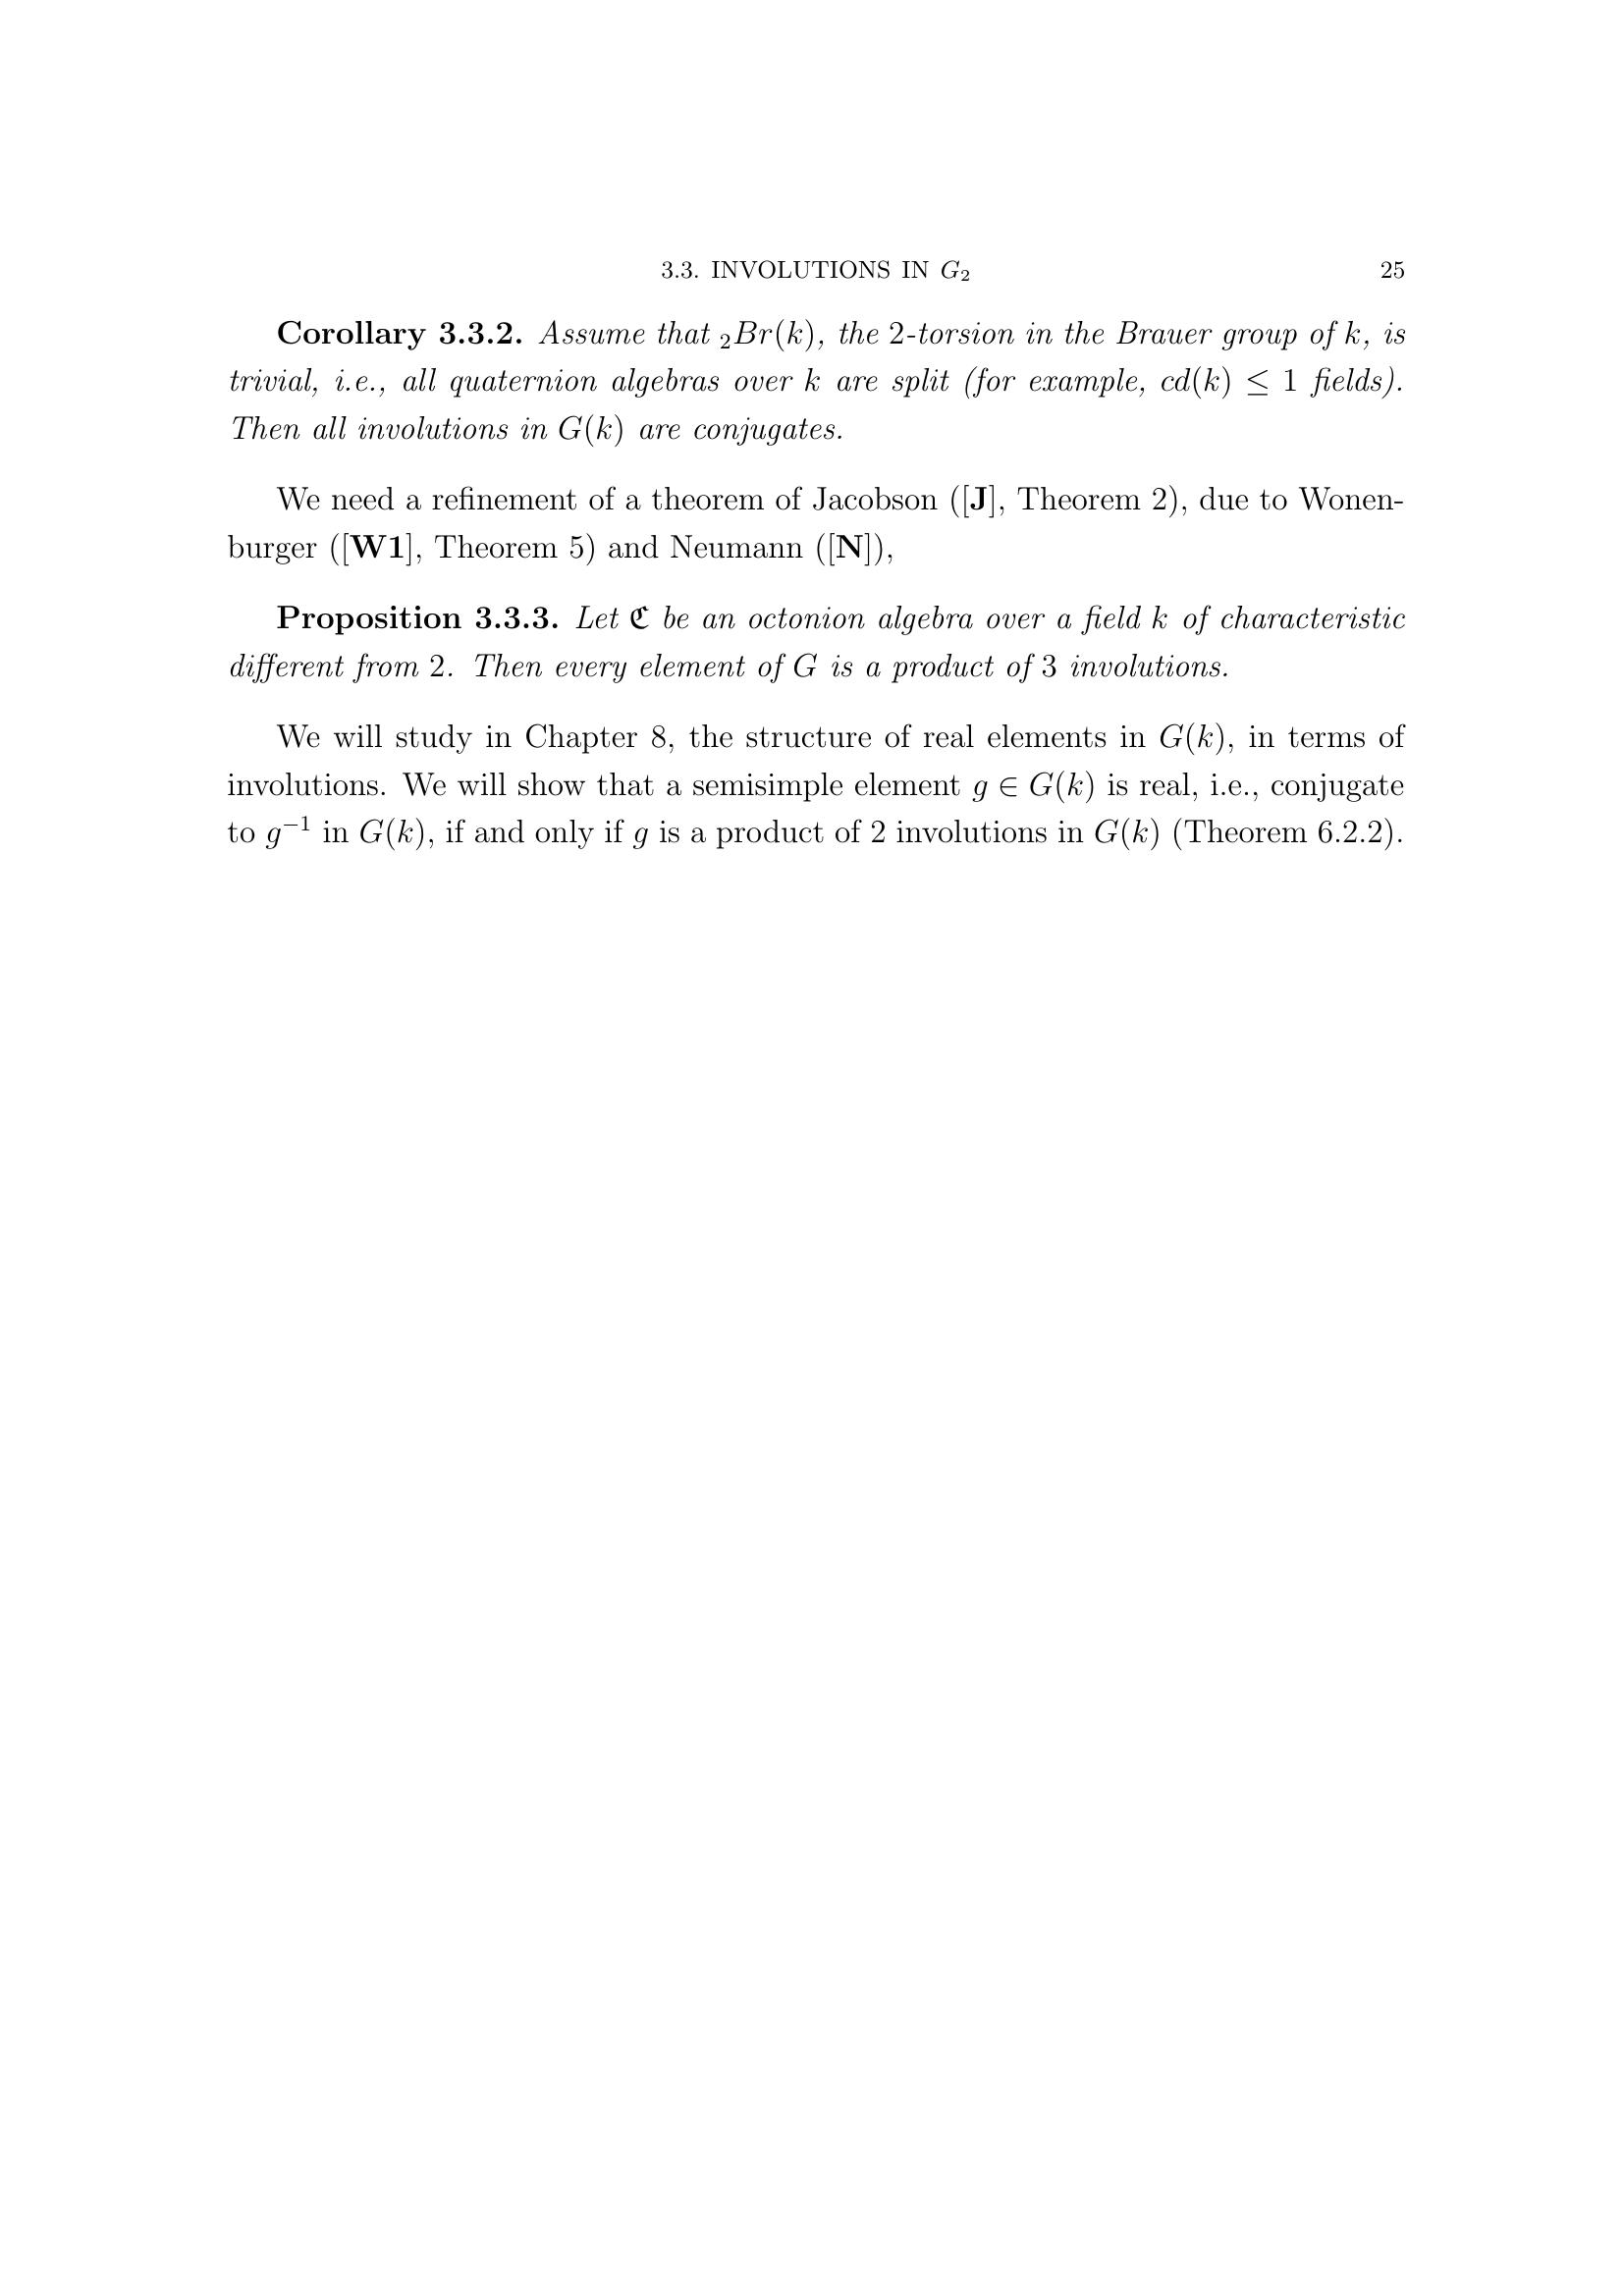 3.3. INVOLUTIONS IN $G_2$ 25
**Corollary 3.3.2.** *Assume that $_2Br(k)$, the 2-torsion in the Brauer group of $k$, is*
*trivial, i.e., all quaternion algebras over $k$ are split (for example, $cd(k) \leq 1$ fields).*
*Then all involutions in $G(k)$ are conjugates.*
We need a refinement of a theorem of Jacobson ([**J**], Theorem 2), due to Wonen-
burger ([**W1**], Theorem 5) and Neumann ([**N**]),
**Proposition 3.3.3.** *Let $\mathfrak{C}$ be an octonion algebra over a field $k$ of characteristic*
*different from 2. Then every element of $G$ is a product of 3 involutions.*
We will study in Chapter 8, the structure of real elements in $G(k)$, in terms of
involutions. We will show that a semisimple element $g \in G(k)$ is real, i.e., conjugate
to $g^{-1}$ in $G(k)$, if and only if $g$ is a product of 2 involutions in $G(k)$ (Theorem 6.2.2).